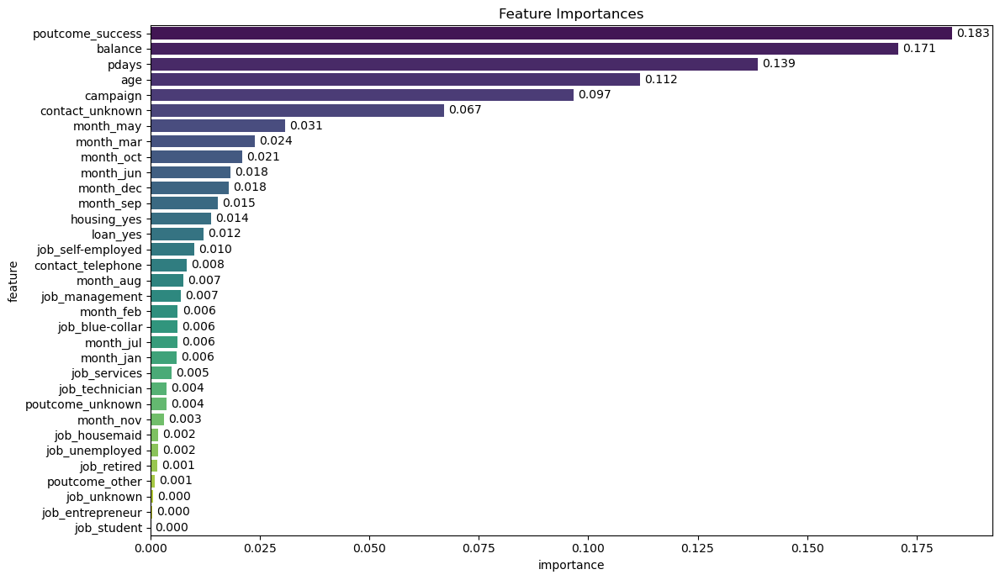 Feature Importances
poutcome_success 0.183
balance 0.171
pdays 0.139
age 0.112
campaign 0.097
contact_unknown 0.067
month_may 0.031
month_mar 0.024
month_oct 0.021
month_jun 0.018
month_dec 0.018
month_sep 0.015
housing_yes 0.014
loan_yes 0.012
job_self-employed 0.010
contact_telephone 0.008
month_aug 0.007
job_management 0.007
month_feb 0.006
job_blue-collar 0.006
month_jul 0.006
month_jan 0.006
job_services 0.005
job_technician 0.004
poutcome_unknown 0.004
month_nov 0.003
job_housemaid 0.002
job_unemployed 0.002
job_retired 0.001
poutcome_other 0.001
job_unknown 0.000
job_entrepreneur 0.000
job_student 0.000
feature
0.000 0.025 0.050 0.075 0.100 0.125 0.150 0.175
importance